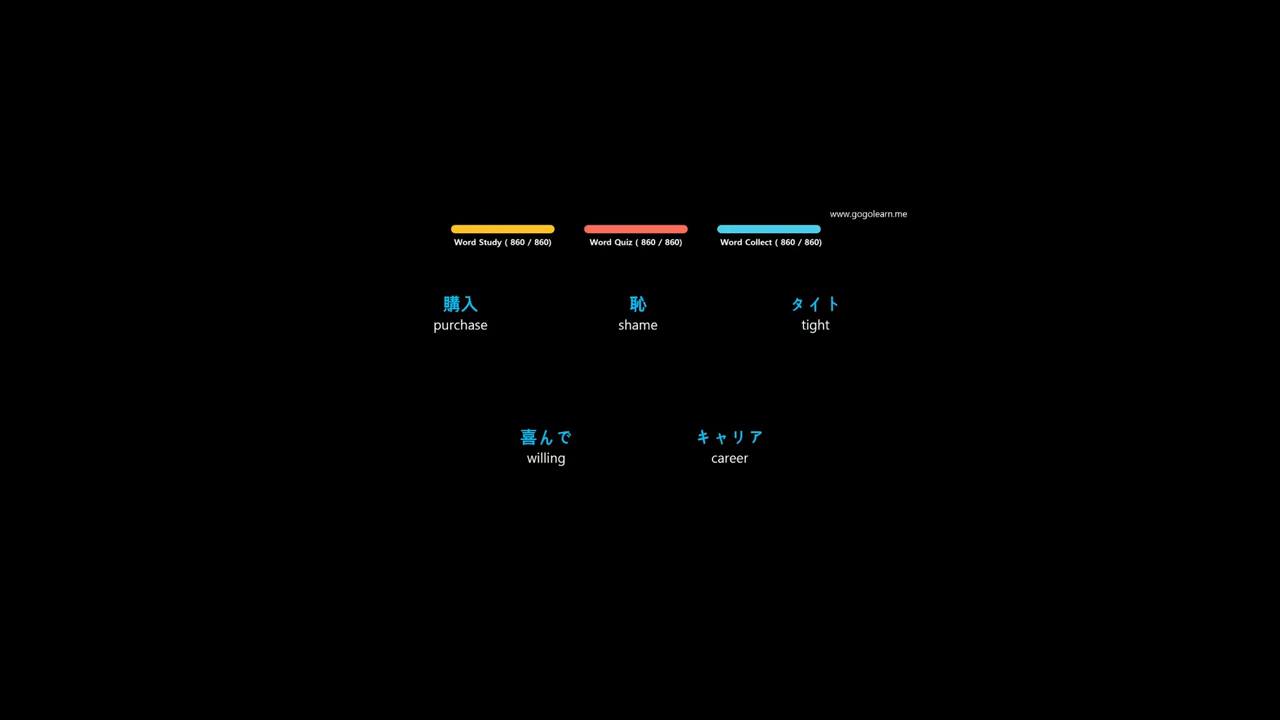 www.gogolearn.me
Word Study ( 860 / 860)
Word Quiz ( 860 / 860)
Word Collect ( 860 / 860)
購入
purchase
恥
shame
タイト
tight
喜んで
willing
キャリア
career